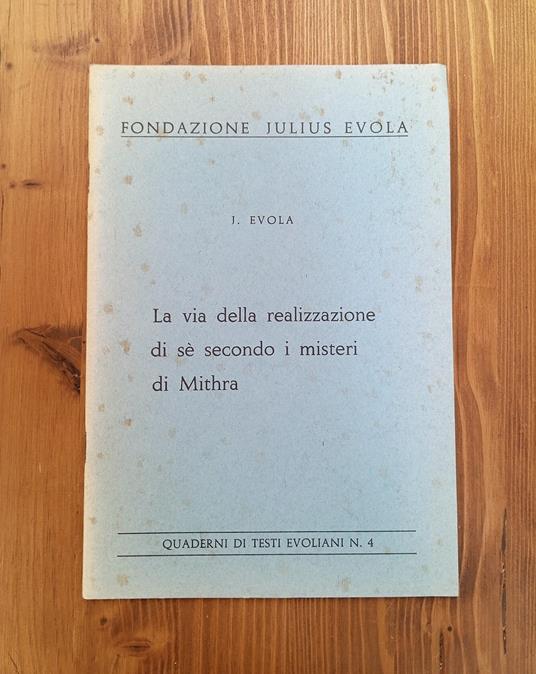 FONDAZIONE JULIUS EVOLA
J. EVOLA
La via della realizzazione
di sè secondo i misteri
di Mithra
QUADERNI DI TESTI EVOLIANI N. 4